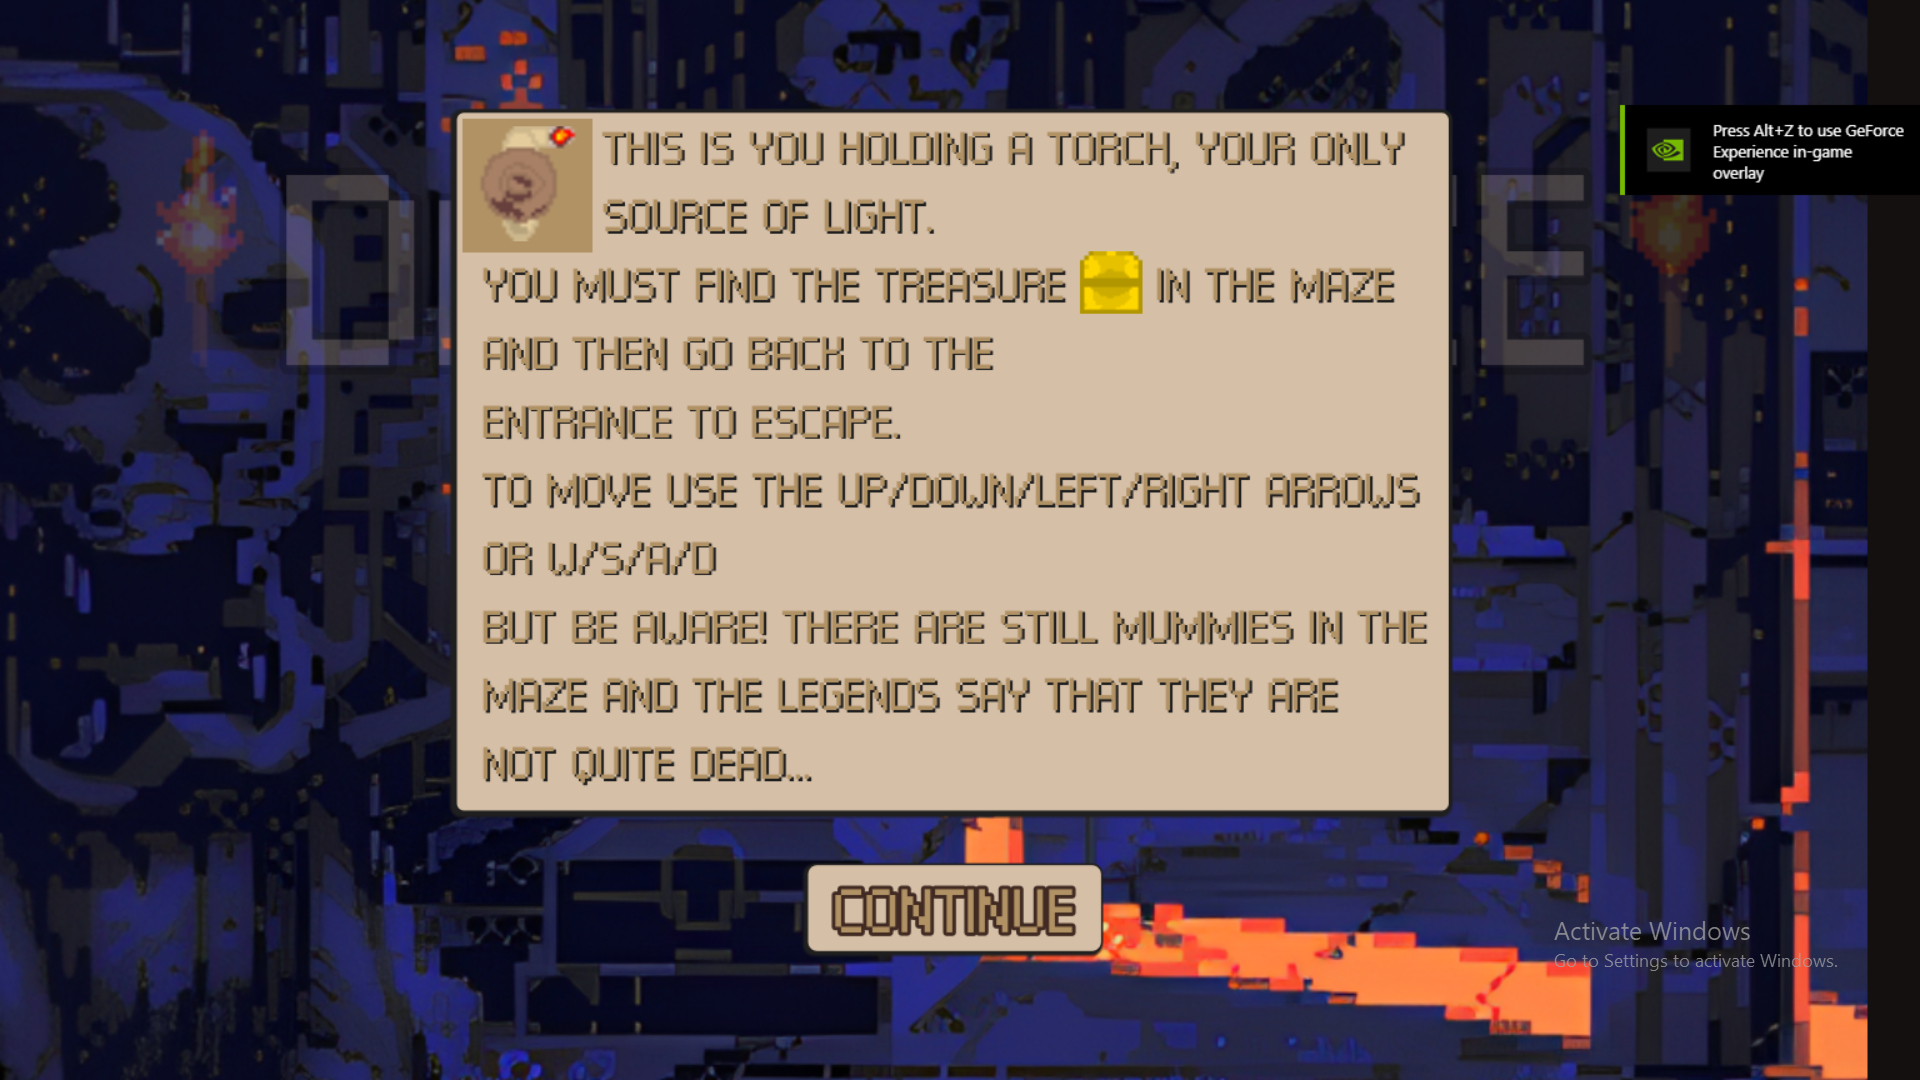 THIS IS YOU HOLDING A TORCH, YOUR ONLY
SOURCE OF LIGHT.
YOU MUST FIND THE TREASURE IN THE MAZE
AND THEN GO BACK TO THE
ENTRANCE TO ESCAPE.
TO MOVE USE THE UP/DOWN/LEFT/RIGHT ARROWS
OR W/S/A/D
BUT BE AWARE! THERE ARE STILL MUMMIES IN THE
MAZE AND THE LEGENDS SAY THAT THEY ARE
NOT QUITE DEAD...
CONTINUE
Press Alt+Z to use GeForce
Experience in-game
overlay
Activate Windows
Go to Settings to activate Windows.